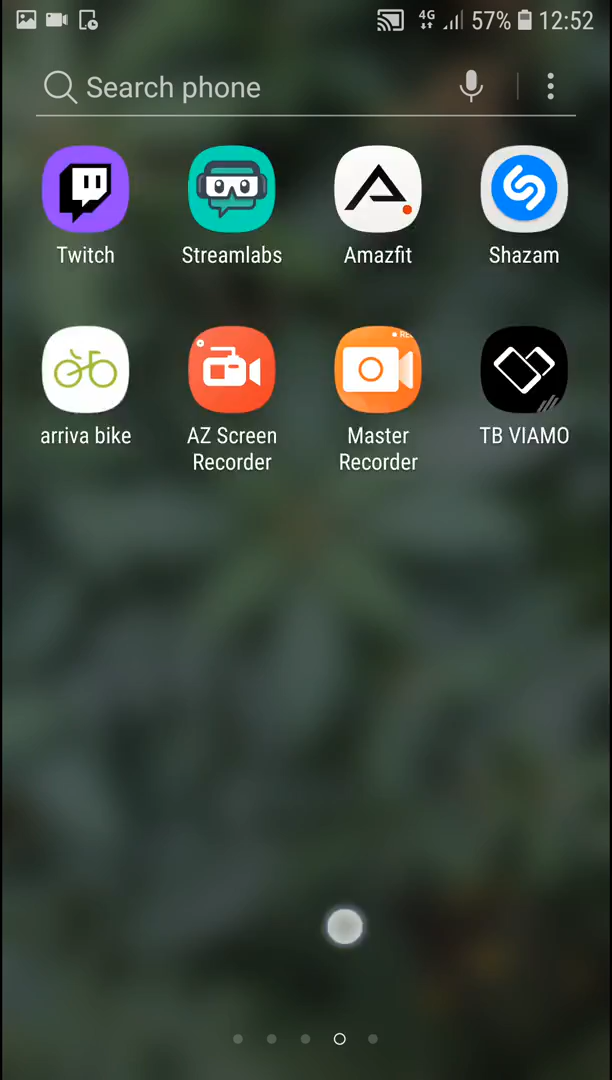 4G 57% 12:52
Search phone
Twitch Streamlabs Amazfit Shazam
arriva bike AZ Screen Recorder Master Recorder TB VIAMO